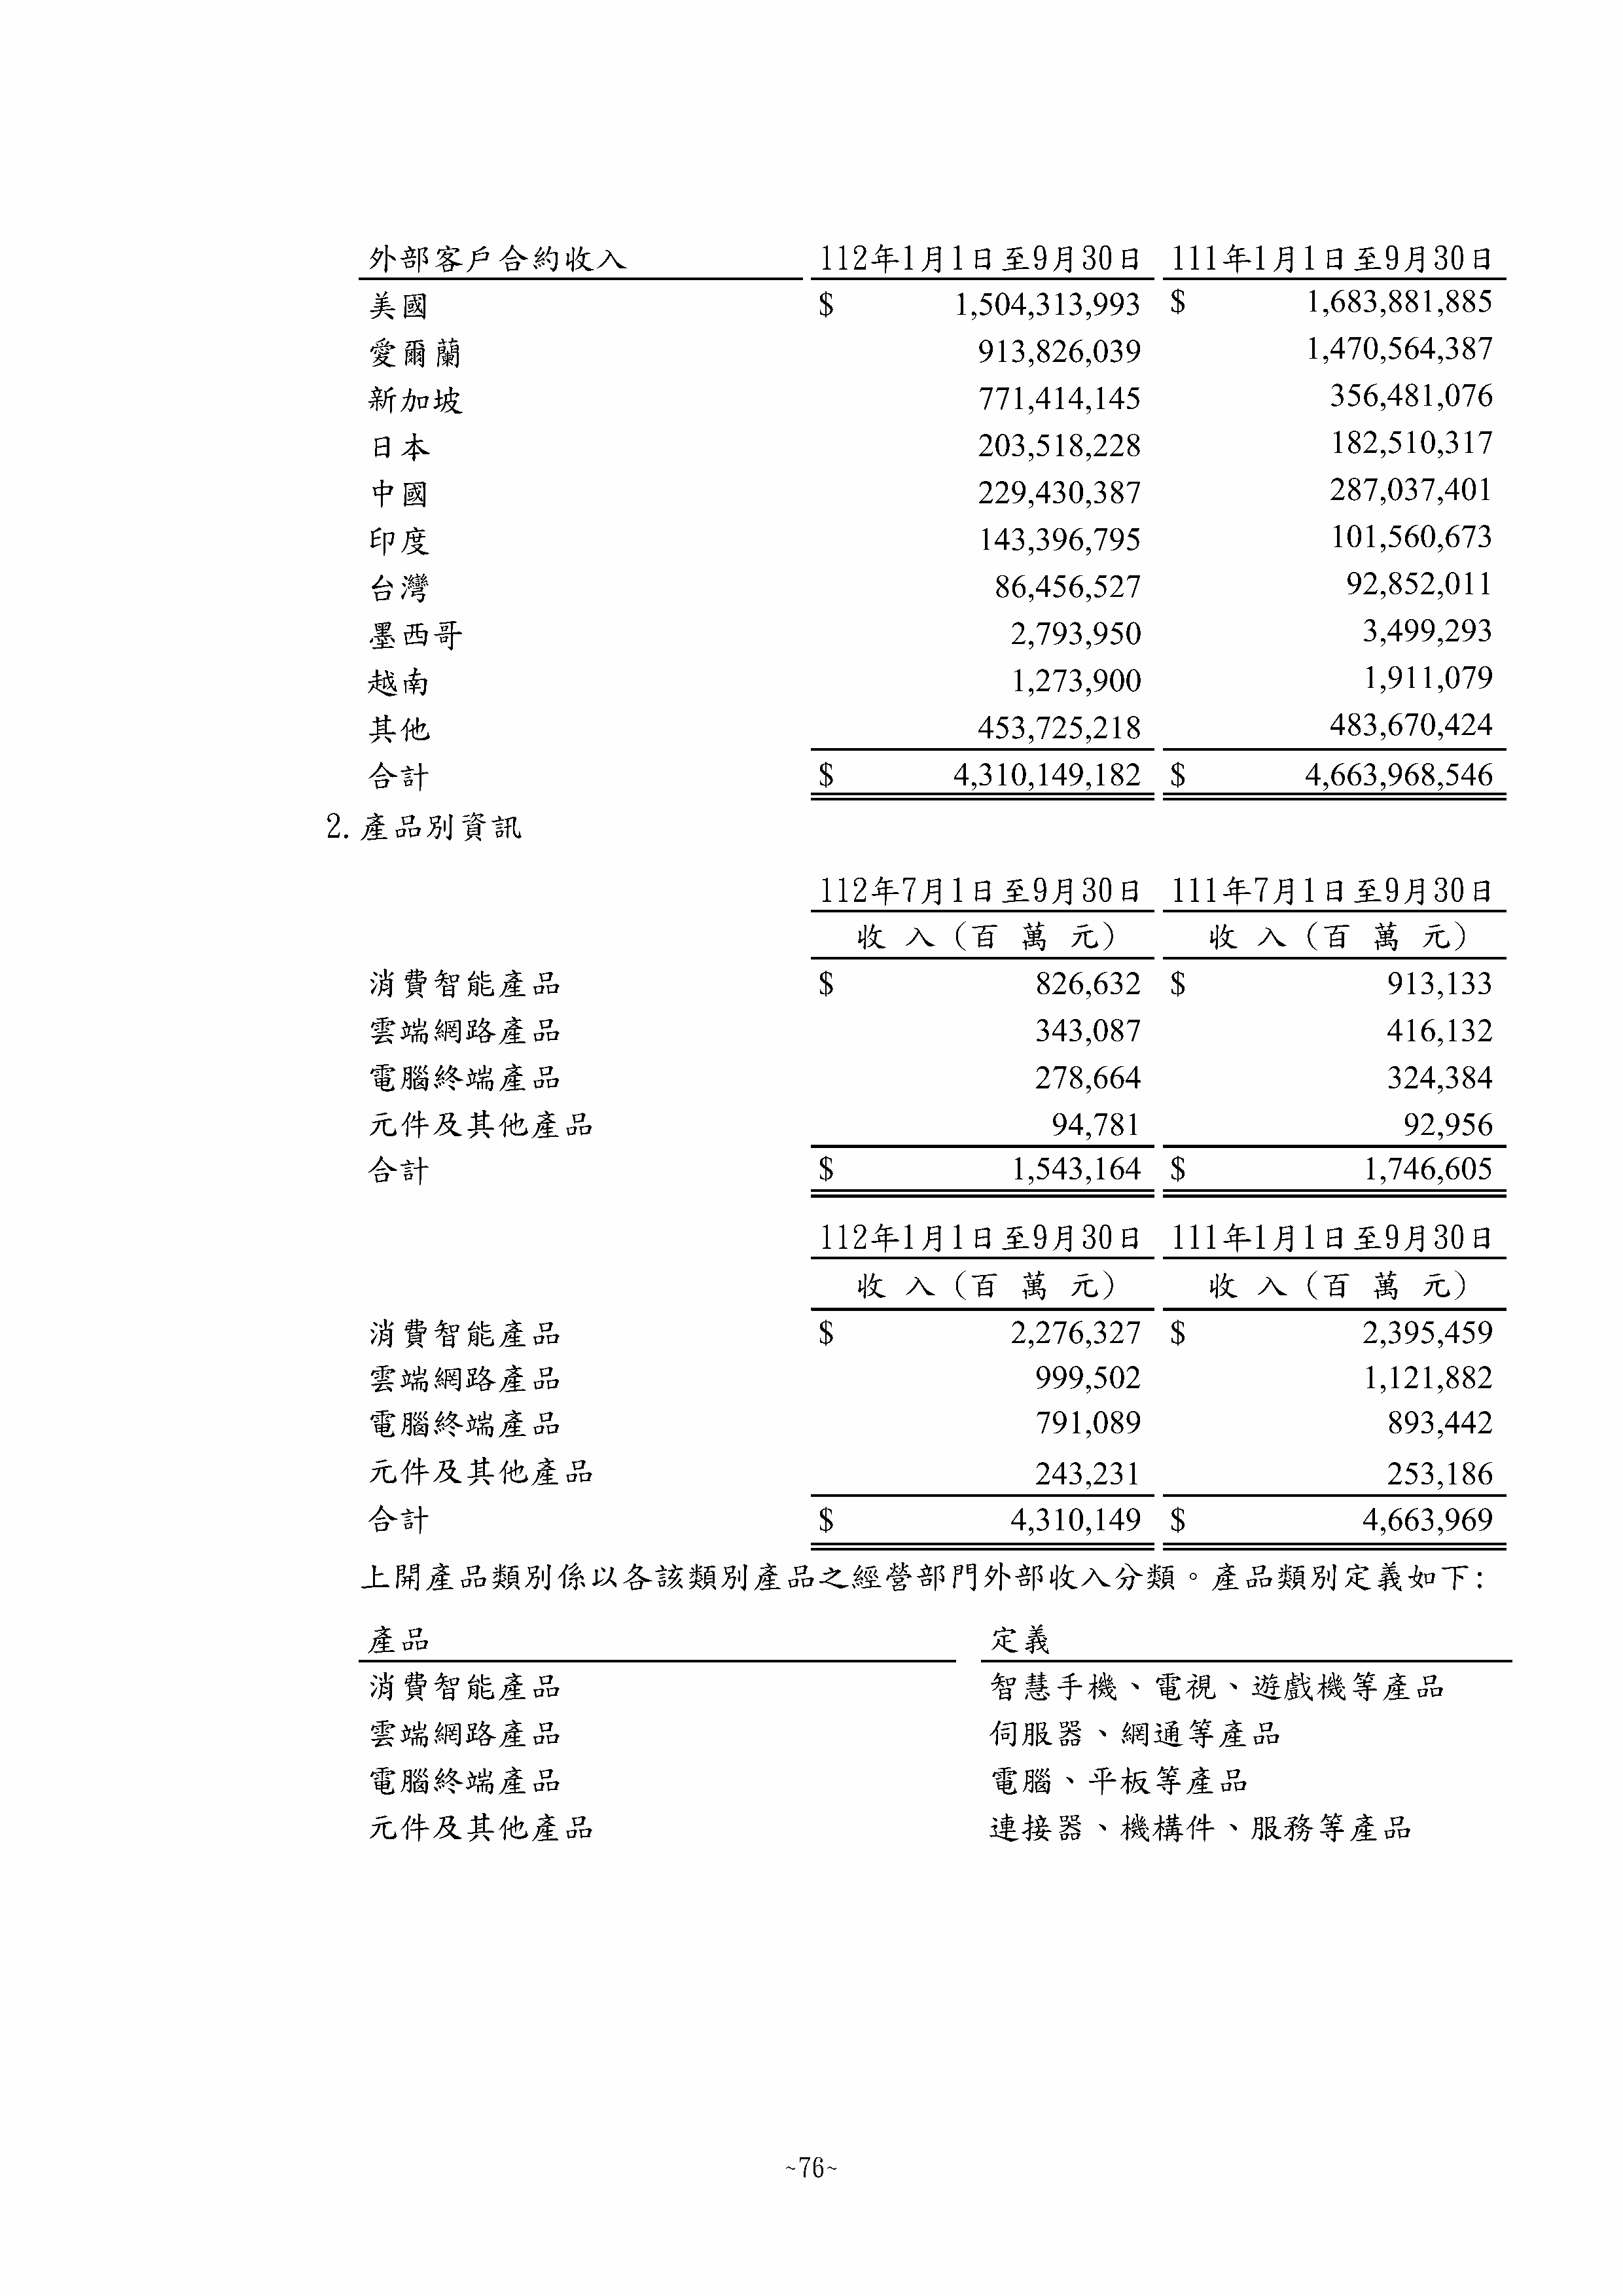 外部客戶合約收入 112年1月1日至9月30日 111年1月1日至9月30日
美國 $ 1,504,313,993 $ 1,683,881,885
愛爾蘭 913,826,039 1,470,564,387
新加坡 771,414,145 356,481,076
日本 203,518,228 182,510,317
中國 229,430,387 287,037,401
印度 143,396,795 101,560,673
台灣 86,456,527 92,852,011
墨西哥 2,793,950 3,499,293
越南 1,273,900 1,911,079
其他 453,725,218 483,670,424
合計 $ 4,310,149,182 $ 4,663,968,546
2.產品別資訊
112年7月1日至9月30日 111年7月1日至9月30日
收入(百萬元) 收入(百萬元)
消費智能產品 $ 826,632 $ 913,133
雲端網路產品 343,087 416,132
電腦終端產品 278,664 324,384
元件及其他產品 94,781 92,956
合計 $ 1,543,164 $ 1,746,605
112年1月1日至9月30日 111年1月1日至9月30日
收入(百萬元) 收入(百萬元)
消費智能產品 $ 2,276,327 $ 2,395,459
雲端網路產品 999,502 1,121,882
電腦終端產品 791,089 893,442
元件及其他產品 243,231 253,186
合計 $ 4,310,149 $ 4,663,969
上開產品類別係以各該類別產品之經營部門外部收入分類。產品類別定義如下:
產品 定義
消費智能產品 智慧手機、電視、遊戲機等產品
雲端網路產品 伺服器、網通等產品
電腦終端產品 電腦、平板等產品
元件及其他產品 連接器、機構件、服務等產品
~76~